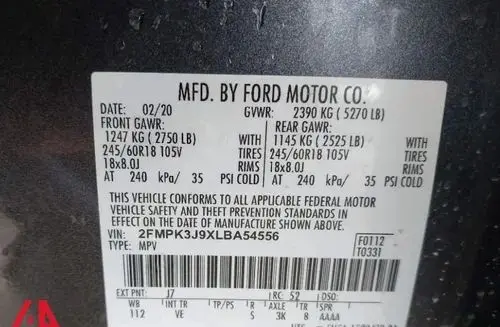 MFD. BY FORD MOTOR CO.
DATE: 02/20 GVWR: 2390 KG ( 5270 LB)
FRONT GAWR: REAR GAWR:
1247 KG ( 2750 LB) WITH 1145 KG ( 2525 LB) WITH
245/60R18 105V TIRES 245/60R18 105V TIRES
18x8.0J RIMS 18x8.0J RIMS
AT 240 kPa/ 35 PSI COLD AT 240 kPa/ 35 PSI COLD
THIS VEHICLE CONFORMS TO ALL APPLICABLE FEDERAL MOTOR
VEHICLE SAFETY AND THEFT PREVENTION STANDARDS IN
EFFECT ON THE DATE OF MANUFACTURE SHOWN ABOVE.
VIN: 2FMPK3J9XLBA54556 F0112
TYPE: MPV T0331
EXT PNT: J7 RC: 52 DSO:
WB INT TR TP/PS R AXLE TR SPR
112 VE S 3K 8 AAAA